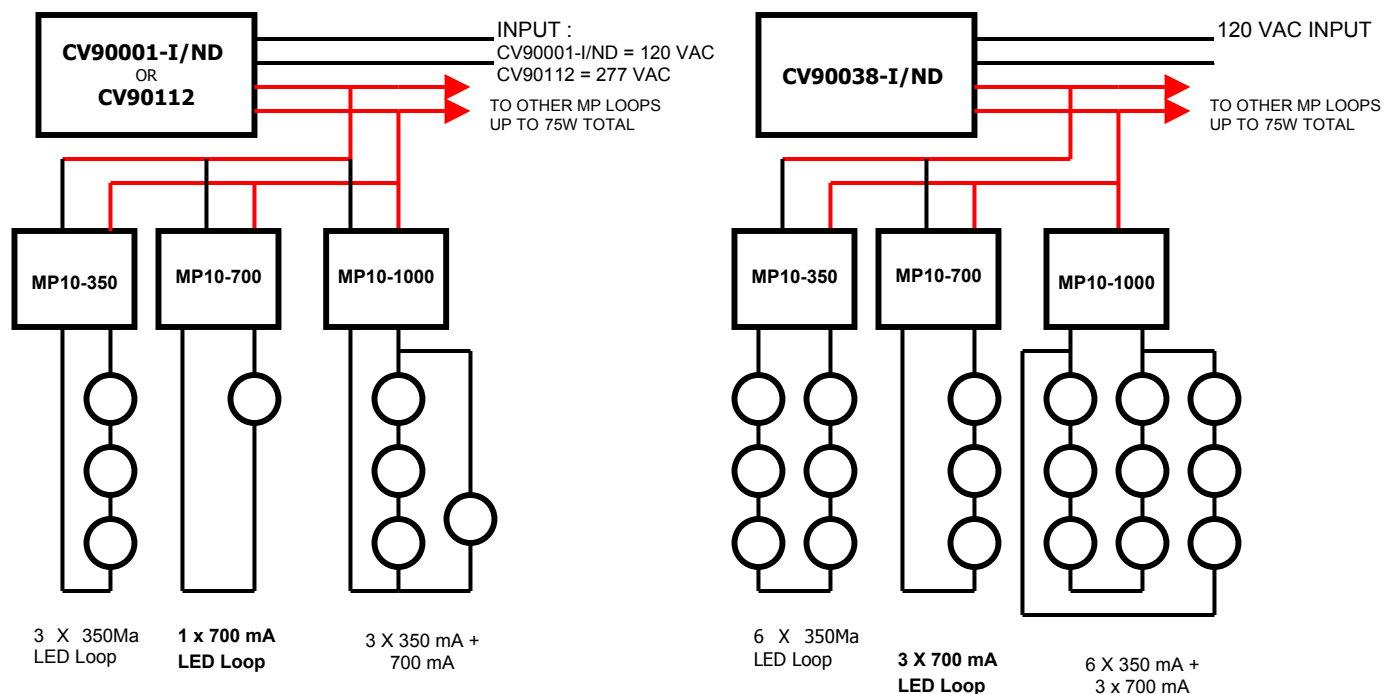 CV90001-I/ND
OR
CV90112
INPUT :
CV90001-I/ND = 120 VAC
CV90112 = 277 VAC
TO OTHER MP LOOPS
UP TO 75W TOTAL
MP10-350
MP10-700
MP10-1000
3 X 350Ma
LED Loop
1 x 700 mA
LED Loop
3 X 350 mA +
700 mA
CV90038-I/ND
120 VAC INPUT
TO OTHER MP LOOPS
UP TO 75W TOTAL
MP10-350
MP10-700
MP10-1000
6 X 350Ma
LED Loop
3 X 700 mA
LED Loop
6 X 350 mA +
3 x 700 mA